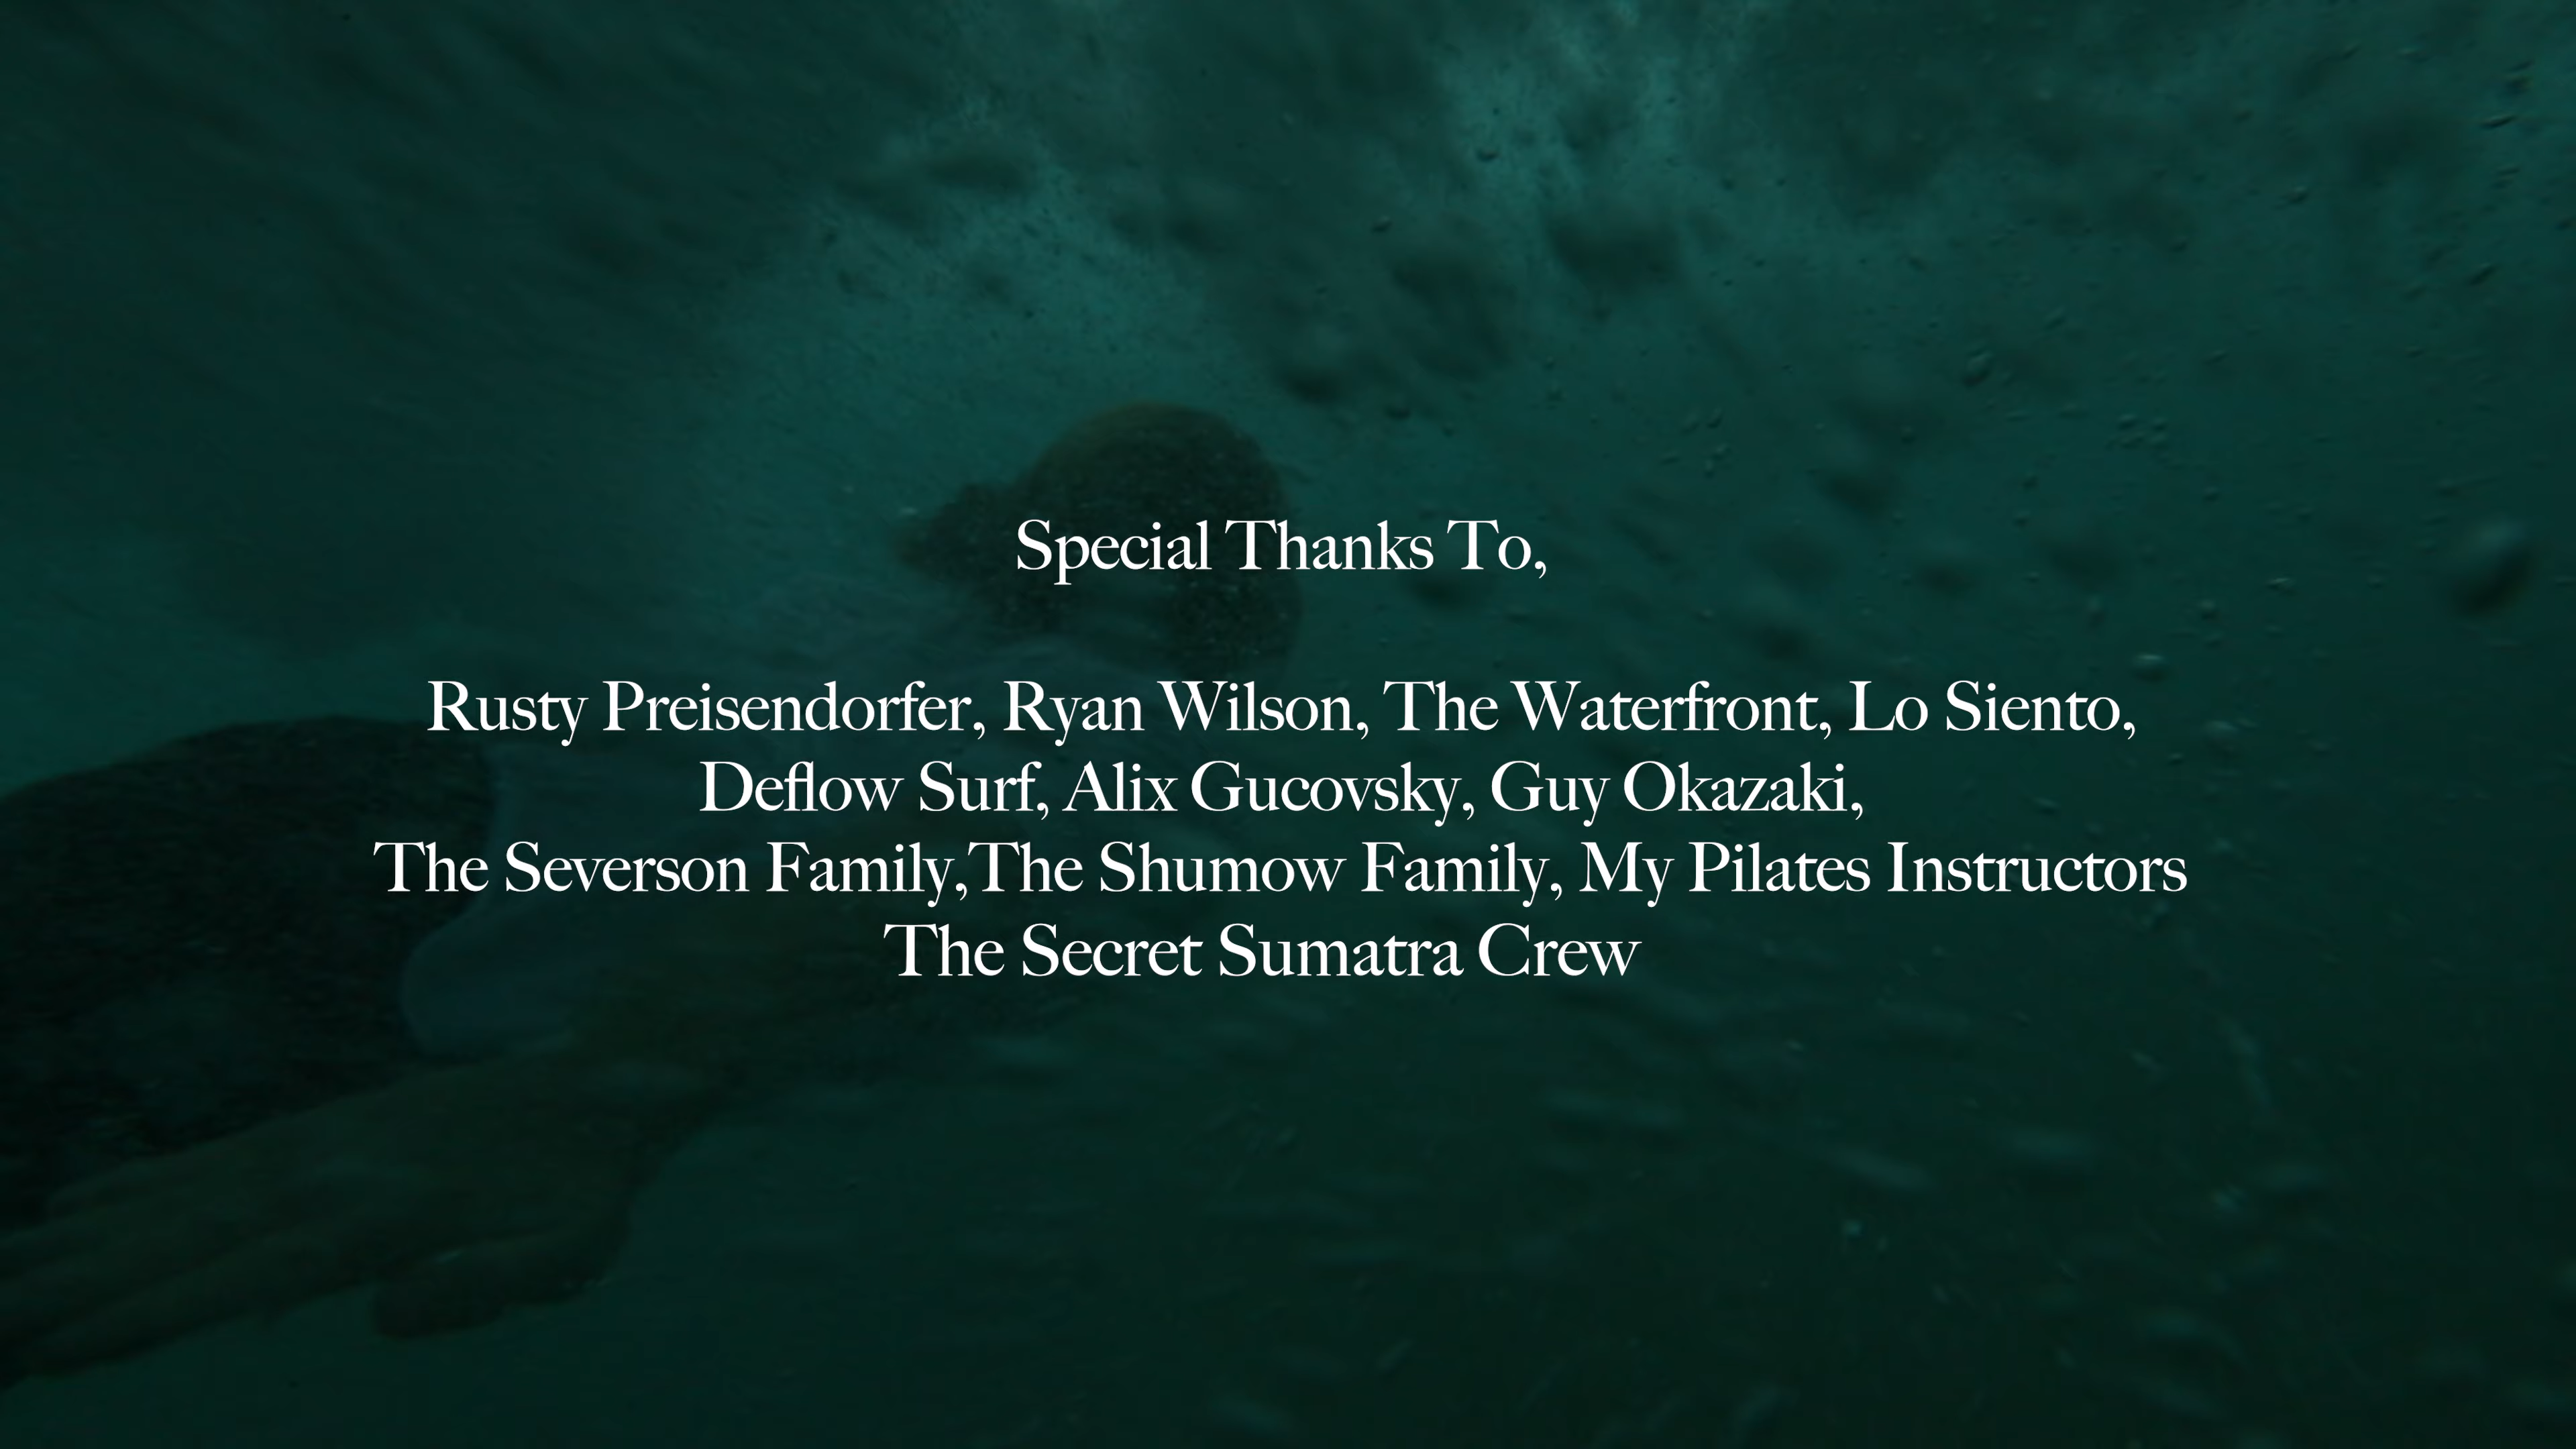 Special Thanks To,
Rusty Preisendorfer, Ryan Wilson, The Waterfront, Lo Siento,
Deflow Surf, Alix Gucovsky, Guy Okazaki,
The Severson Family,The Shumow Family, My Pilates Instructors
The Secret Sumatra Crew